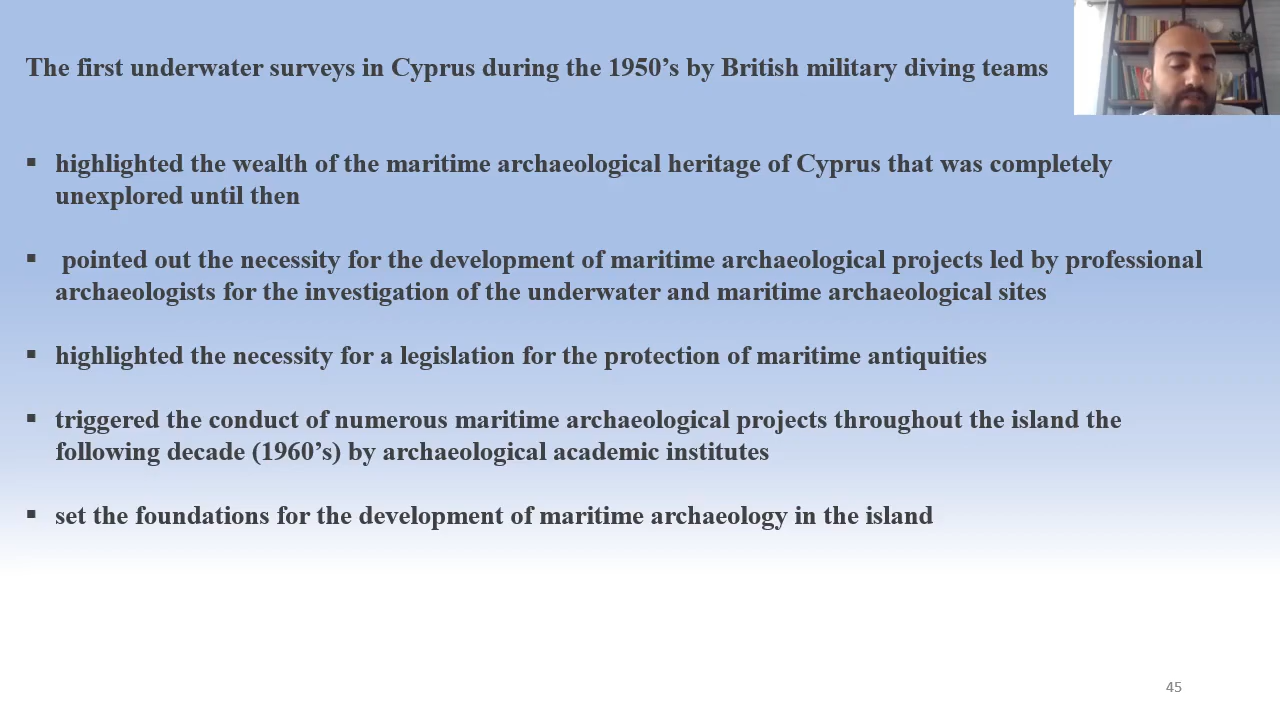 The first underwater surveys in Cyprus during the 1950’s by British military diving teams
▪ highlighted the wealth of the maritime archaeological heritage of Cyprus that was completely
unexplored until then
▪ pointed out the necessity for the development of maritime archaeological projects led by professional
archaeologists for the investigation of the underwater and maritime archaeological sites
▪ highlighted the necessity for a legislation for the protection of maritime antiquities
▪ triggered the conduct of numerous maritime archaeological projects throughout the island the
following decade (1960’s) by archaeological academic institutes
▪ set the foundations for the development of maritime archaeology in the island
45